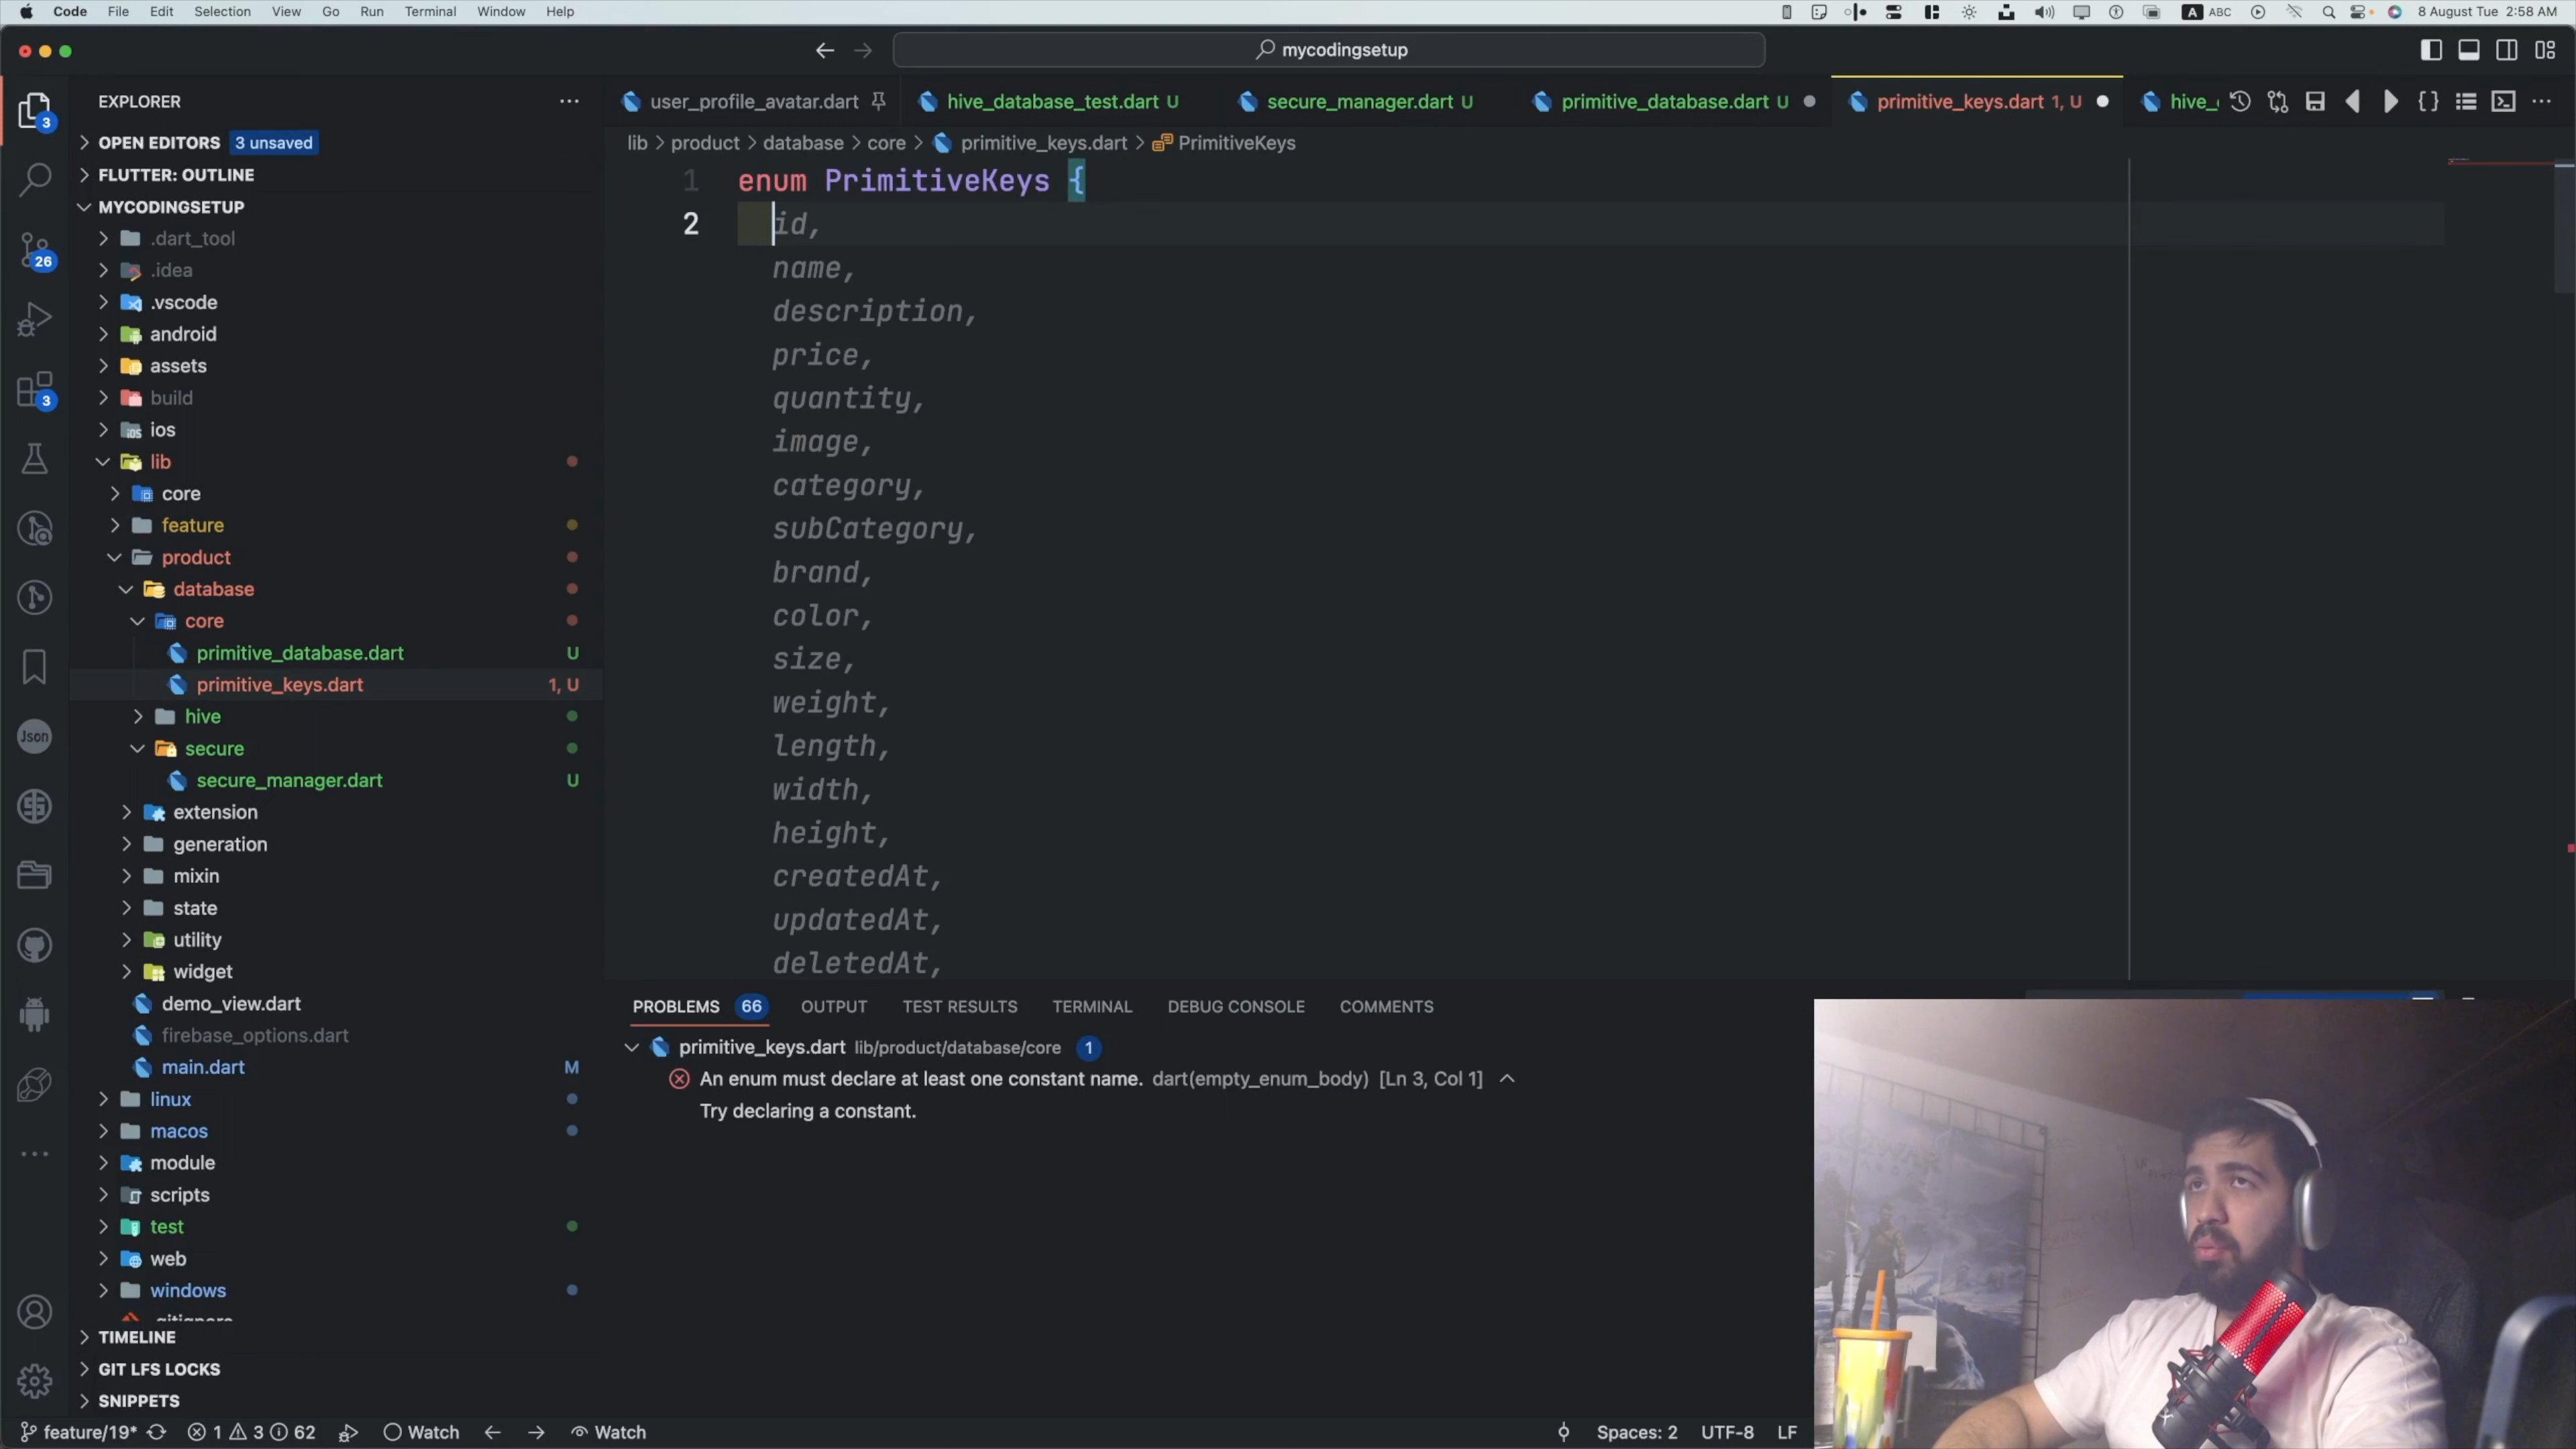 Code File Edit Selection View Go Run Terminal Window Help
A ABC 8 August Tue 2:58 AM
mycodingsetup
EXPLORER
user_profile_avatar.dart hive_database_test.dart U secure_manager.dart U primitive_database.dart U primitive_keys.dart 1, U hive_
OPEN EDITORS 3 unsaved
FLUTTER: OUTLINE
MYCODINGSETUP
.dart_tool
.idea
.vscode
android
assets
build
ios
lib
core
feature
product
database
core
primitive_database.dart U
primitive_keys.dart 1, U
hive
secure
secure_manager.dart U
extension
generation
mixin
state
utility
widget
demo_view.dart
firebase_options.dart
main.dart M
linux
macos
module
scripts
test
web
windows
.gitignore
TIMELINE
GIT LFS LOCKS
SNIPPETS
3
26
3
Json
lib > product > database > core > primitive_keys.dart > PrimitiveKeys
1 enum PrimitiveKeys {
2 id,
name,
description,
price,
quantity,
image,
category,
subCategory,
brand,
color,
size,
weight,
length,
width,
height,
createdAt,
updatedAt,
deletedAt,
PROBLEMS 66 OUTPUT TEST RESULTS TERMINAL DEBUG CONSOLE COMMENTS
primitive_keys.dart lib/product/database/core 1
An enum must declare at least one constant name. dart(empty_enum_body) [Ln 3, Col 1]
Try declaring a constant.
feature/19* 1 3 62 Watch Watch Spaces: 2 UTF-8 LF